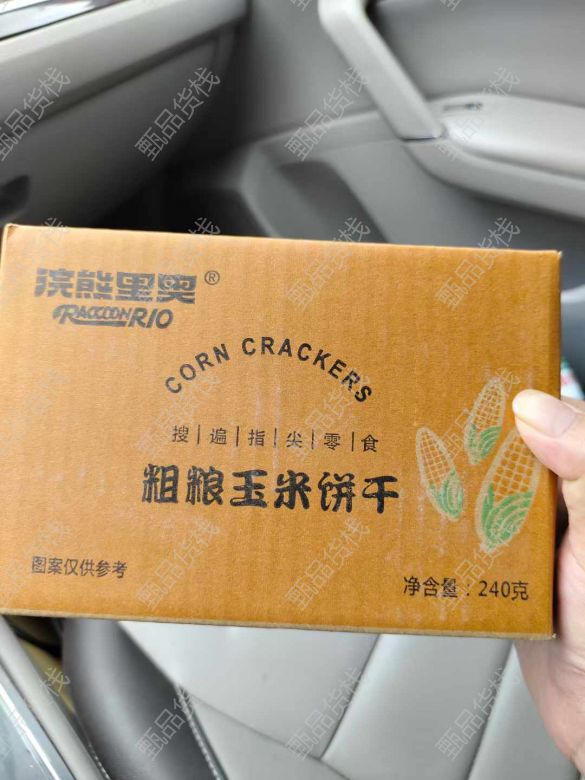 浣熊里奥®
RACCOONRIO
CORN CRACKERS
搜|遍|指|尖|零|食
粗粮玉米饼干
图案仅供参考
净含量：240克
甄品货栈